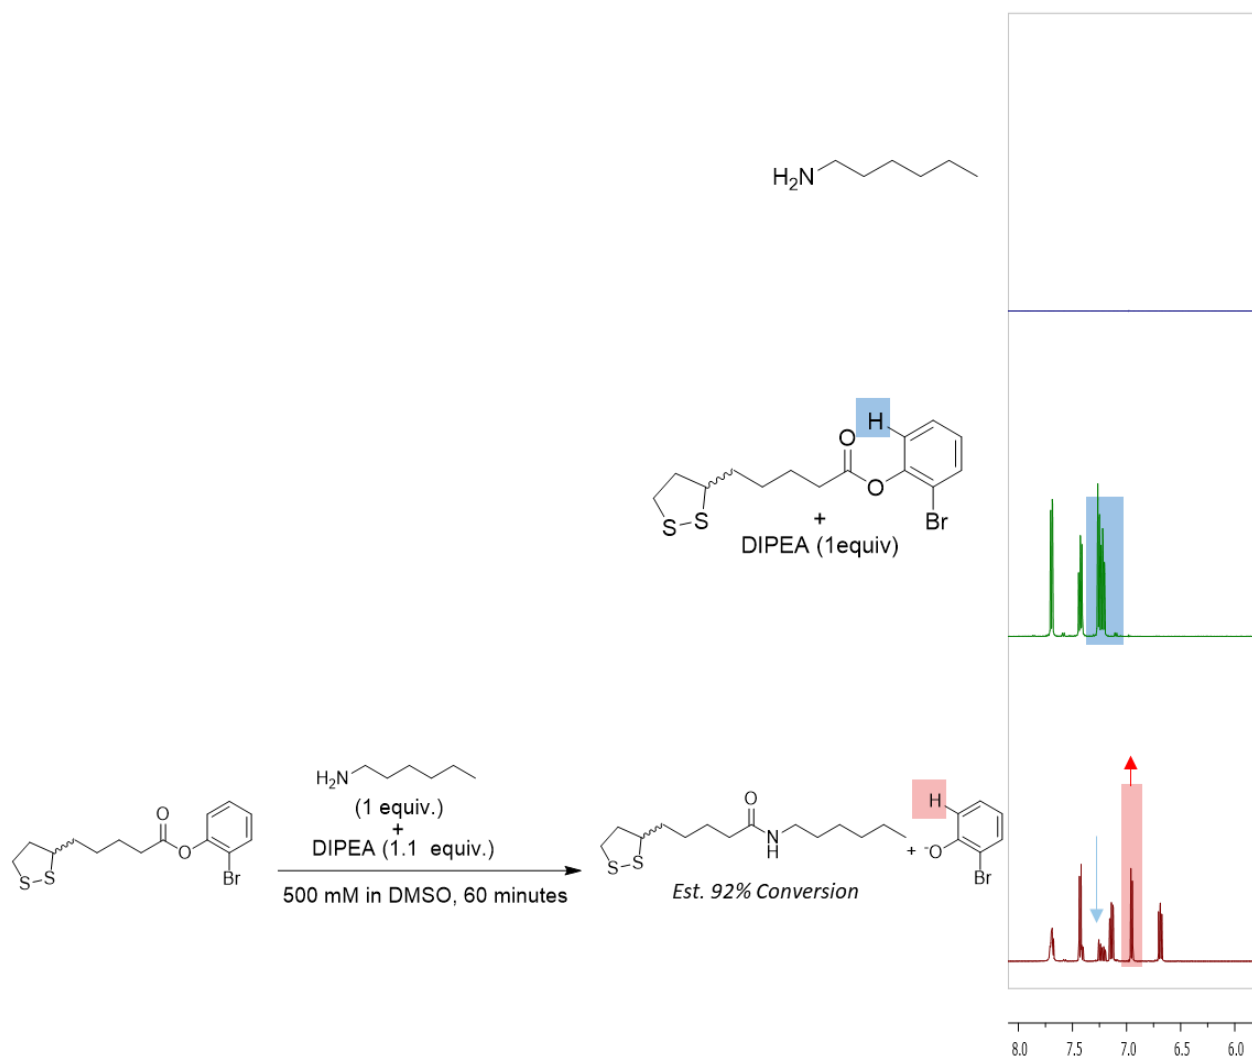 H₂N
H
O
O
S
S
Br
+
DIPEA (1equiv)
H₂N
(1 equiv.)
+
DIPEA (1.1 equiv.)
500 mM in DMSO, 60 minutes
O
O
S
S
Br
O
N
H
S
S
Est. 92% Conversion
+
H
⁻O
Br
8.0 7.5 7.0 6.5 6.0